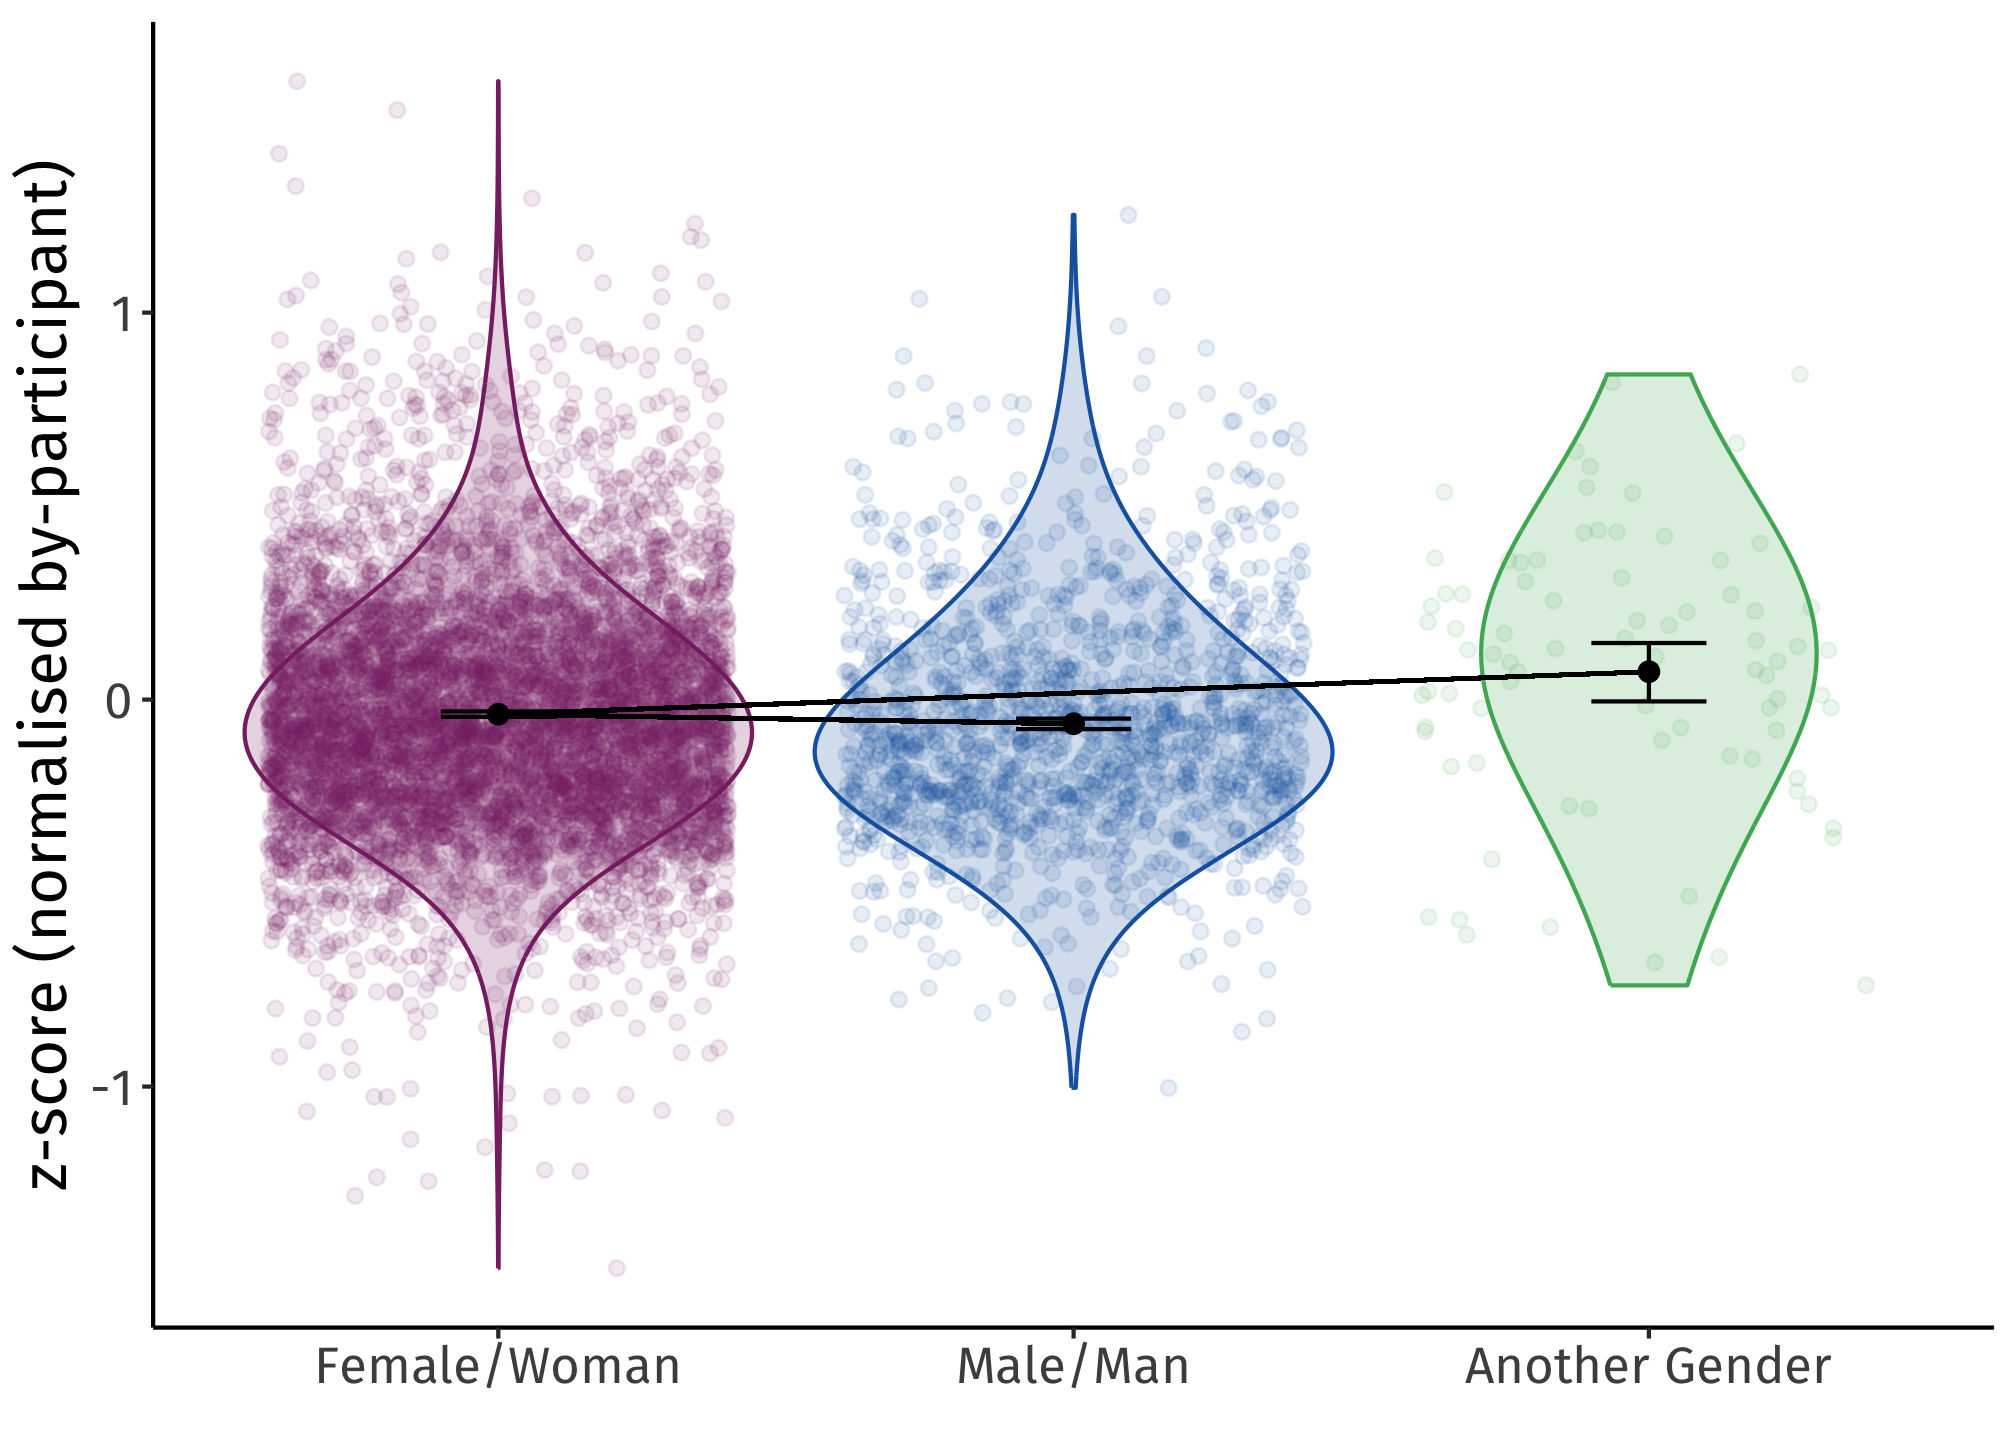 z-score (normalised by-participant)
1
0
-1
Female/Woman
Male/Man
Another Gender